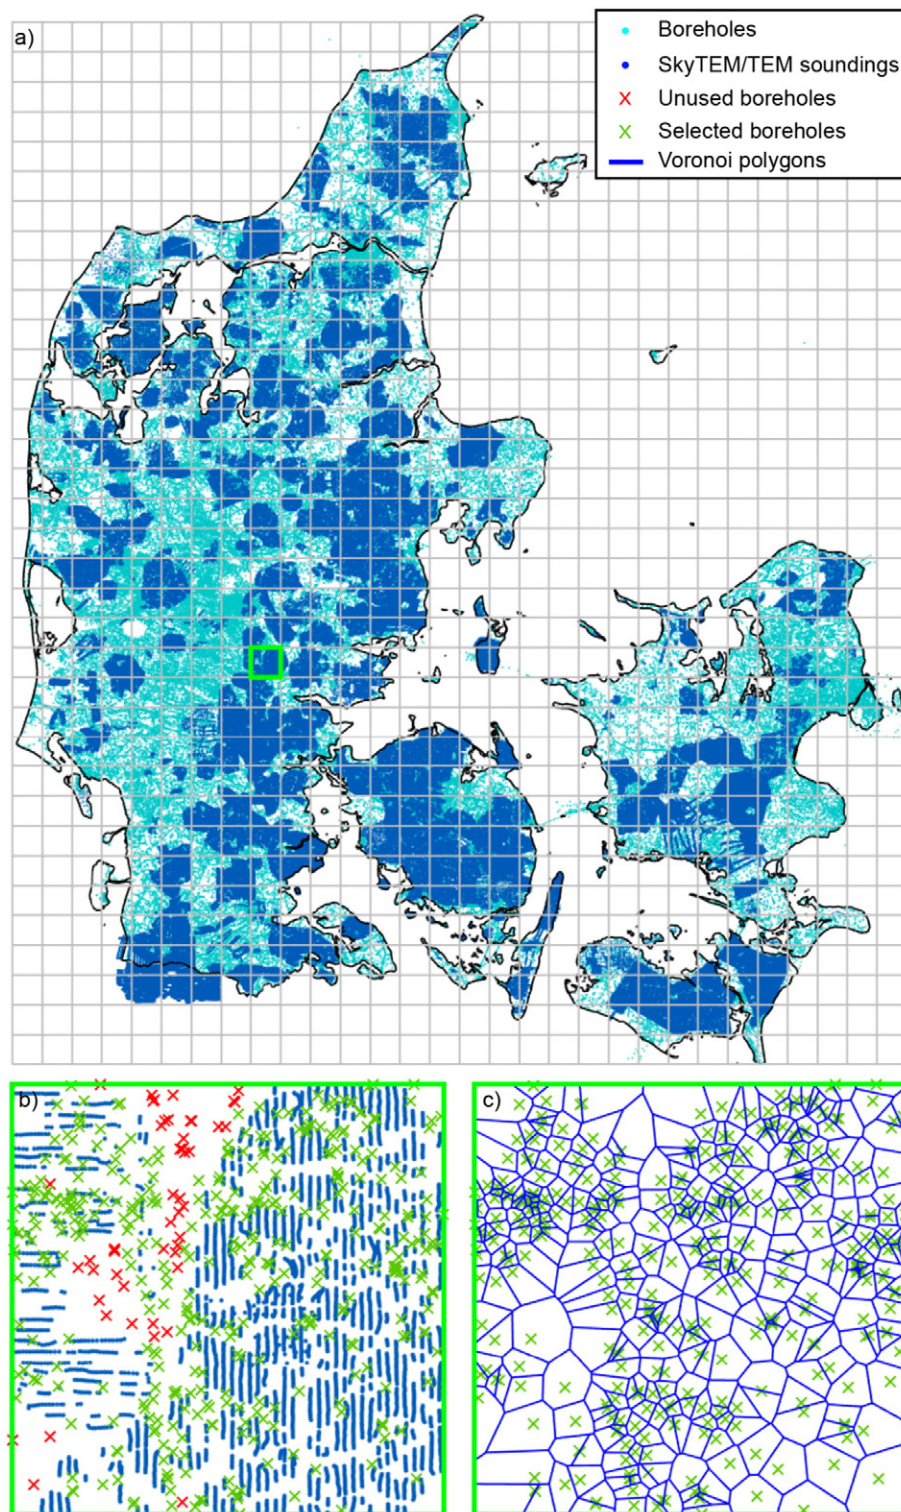 a)
Boreholes
SkyTEM/TEM soundings
Unused boreholes
Selected boreholes
Voronoi polygons
b)
c)